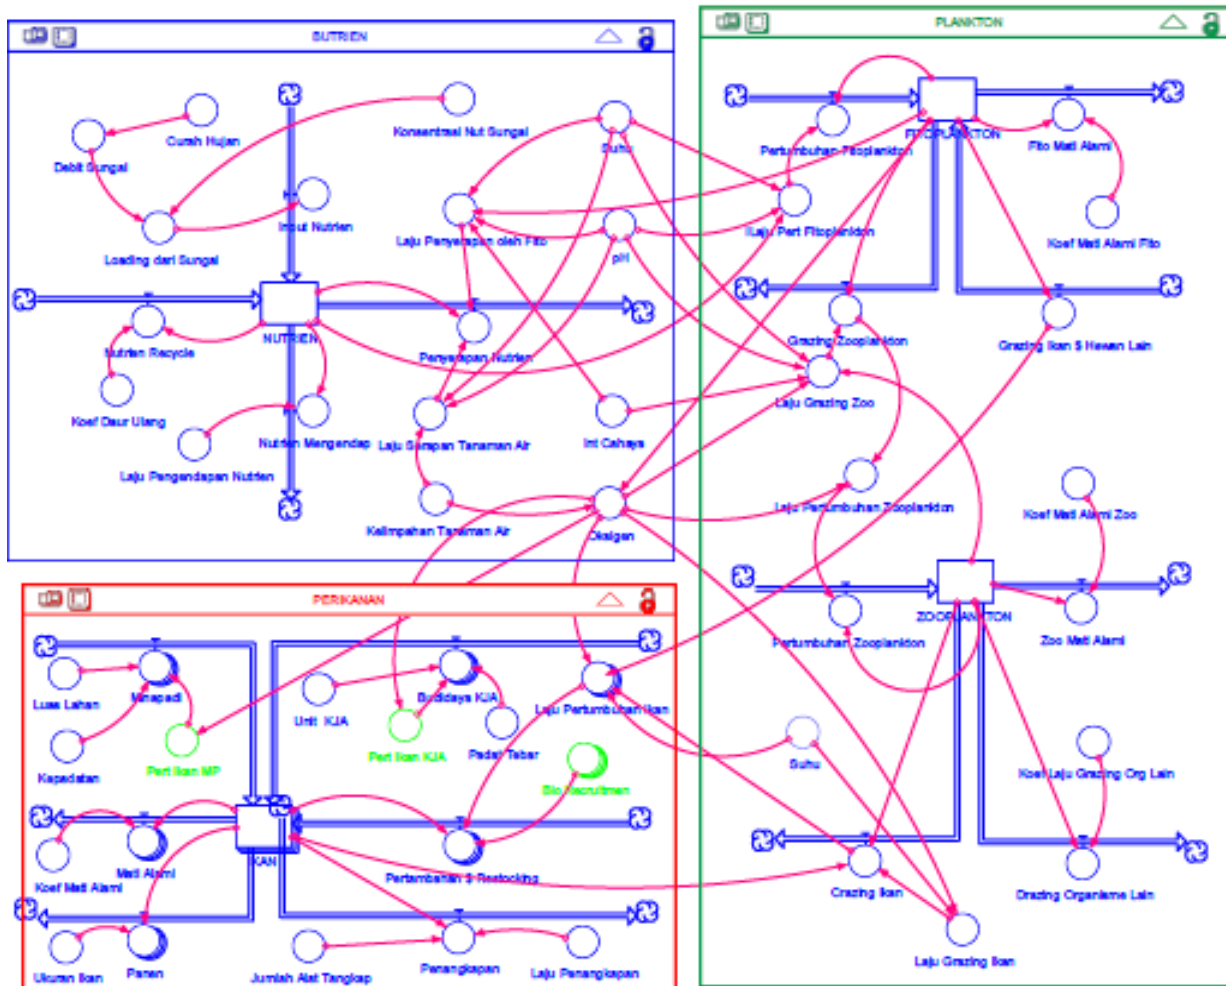 BUTRIEN
Curah Hujan
Debit Sungai
Konsentrasi Nut Sungai
Suhu
Input Nutrien
Loading dari Sungai
Laju Penyerapan oleh Fito
pH
NUTRIEN
Nutrien Recycle
Penyerapan Nutrien
Koef Daur Ulang
Nutrien Mengendap
Laju Serapan Tanaman Air
Int Cahaya
Laju Pengendapan Nutrien
Kelimpahan Tanaman Air
Oksigen
PLANKTON
FITOPLANKTON
Pertumbuhan Fitoplankton
Fito Mati Alami
lLaju Pert Fitoplankton
Koef Mati Alami Fito
Grazing Zooplankton
Grazing Ikan $ Hewan Lain
Laju Grazing Zoo
Laju Pertumbuhan Zooplankton
Koef Mati Alami Zoo
ZOOPLANKTON
Pertumbuhan Zooplankton
Zoo Mati Alami
Suhu
Koef Laju Grazing Org Lain
Crazing Ikan
Drazing Organisme Lain
Laju Grazing Ikan
PERIKANAN
Luas Lahan
Minapadi
Unit KJA
Budidaya KJA
Laju Pertumbuhan Ikan
Kepadatan
Pert Ikan MP
Pert Ikan KJA
Padat Tebar
Bio Recruitmen
IKAN
Koef Mati Alami
Mati Alami
Pertambahan $ Restocking
Ukuran Ikan
Panen
Jumlah Alat Tangkap
Penangkapan
Laju Penangkapan